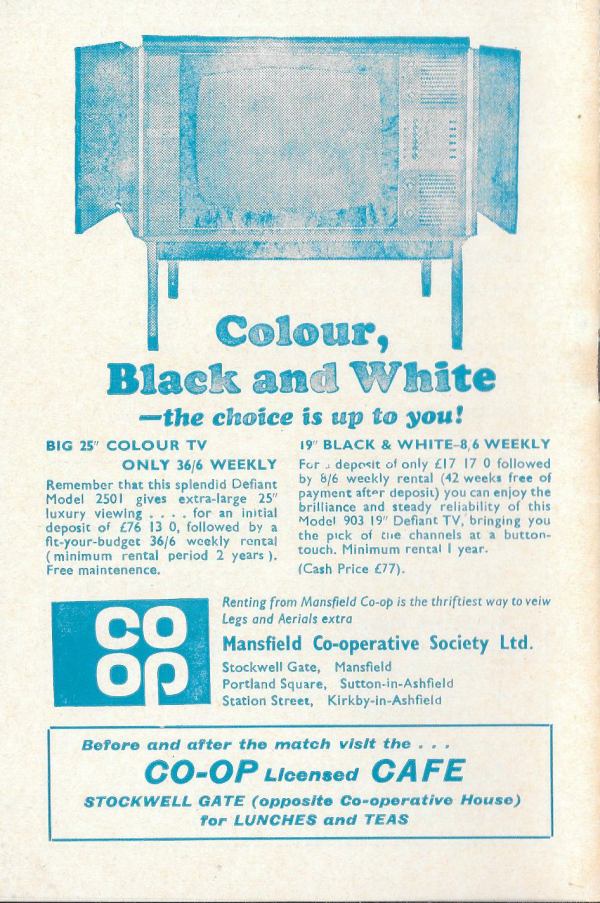 Colour,
Black and White
—the choice is up to you!
BIG 25" COLOUR TV
ONLY 36/6 WEEKLY
Remember that this splendid Defiant
Model 2501 gives extra-large 25"
luxury viewing . . . . for an initial
deposit of £76 13 0, followed by a
fit-your-budget 36/6 weekly rental
(minimum rental period 2 years).
Free maintenence.
19" BLACK & WHITE–8/6 WEEKLY
For a deposit of only £17 17 0 followed
by 8/6 weekly rental (42 weeks free of
payment after deposit) you can enjoy the
brilliance and steady reliability of this
Model 903 19" Defiant TV, bringing you
the pick of the channels at a button-
touch. Minimum rental 1 year.
(Cash Price £77).
CO
OP
Renting from Mansfield Co-op is the thriftiest way to veiw
Legs and Aerials extra
Mansfield Co-operative Society Ltd.
Stockwell Gate, Mansfield
Portland Square, Sutton-in-Ashfield
Station Street, Kirkby-in-Ashfield
Before and after the match visit the . . .
CO-OP Licensed CAFE
STOCKWELL GATE (opposite Co-operative House)
for LUNCHES and TEAS